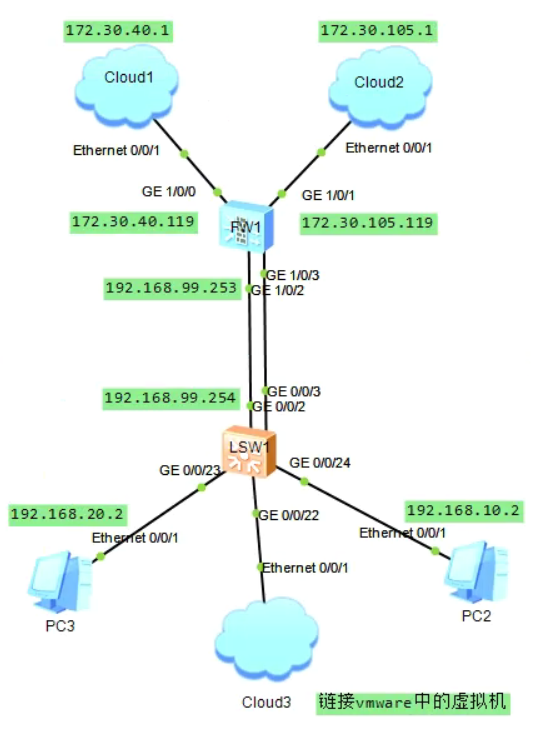 172.30.40.1
172.30.105.1
Cloud1
Cloud2
Ethernet 0/0/1
Ethernet 0/0/1
GE 1/0/0
GE 1/0/1
172.30.40.119
FW1
172.30.105.119
GE 1/0/3
192.168.99.253
GE 1/0/2
192.168.99.254
GE 0/0/3
GE 0/0/2
LSW1
GE 0/0/23
GE 0/0/24
192.168.20.2
GE 0/0/22
192.168.10.2
Ethernet 0/0/1
Ethernet 0/0/1
Ethernet 0/0/1
PC3
PC2
Cloud3
链接vmware中的虚拟机